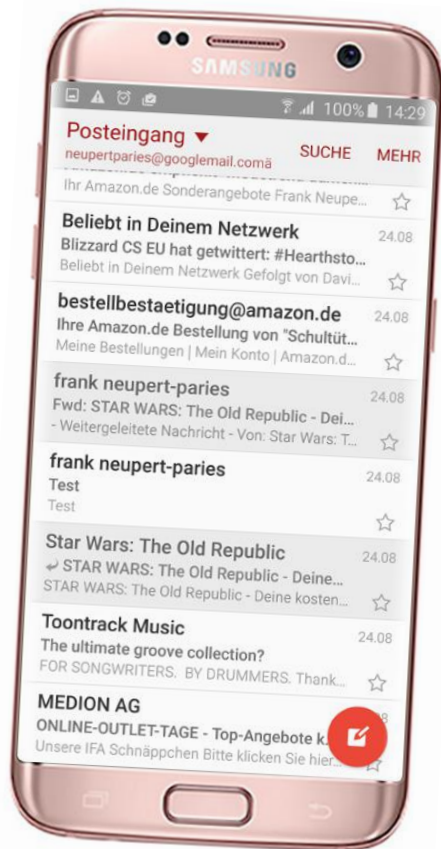 SAMSUNG
100% 14:29
Posteingang
neupertparies@googlemail.comä
SUCHE MEHR
Ihr Amazon.de Sonderangebote Frank Neupe...
Beliebt in Deinem Netzwerk 24.08
Blizzard CS EU hat getwittert: #Hearthsto...
Beliebt in Deinem Netzwerk Gefolgt von Davi...
bestellbestaetigung@amazon.de 24.08
Ihre Amazon.de Bestellung von "Schultüt...
Meine Bestellungen | Mein Konto | Amazon.d...
frank neupert-paries 24.08
Fwd: STAR WARS: The Old Republic - Dei...
- Weitergeleitete Nachricht - Von: Star Wars: T...
frank neupert-paries 24.08
Test
Test
Star Wars: The Old Republic 24.08
STAR WARS: The Old Republic - Deine...
STAR WARS: The Old Republic - Deine kosten...
Toontrack Music 24.08
The ultimate groove collection?
FOR SONGWRITERS. BY DRUMMERS. Thank...
MEDION AG
ONLINE-OUTLET-TAGE - Top-Angebote k...
Unsere IFA Schnäppchen Bitte klicken Sie hier...